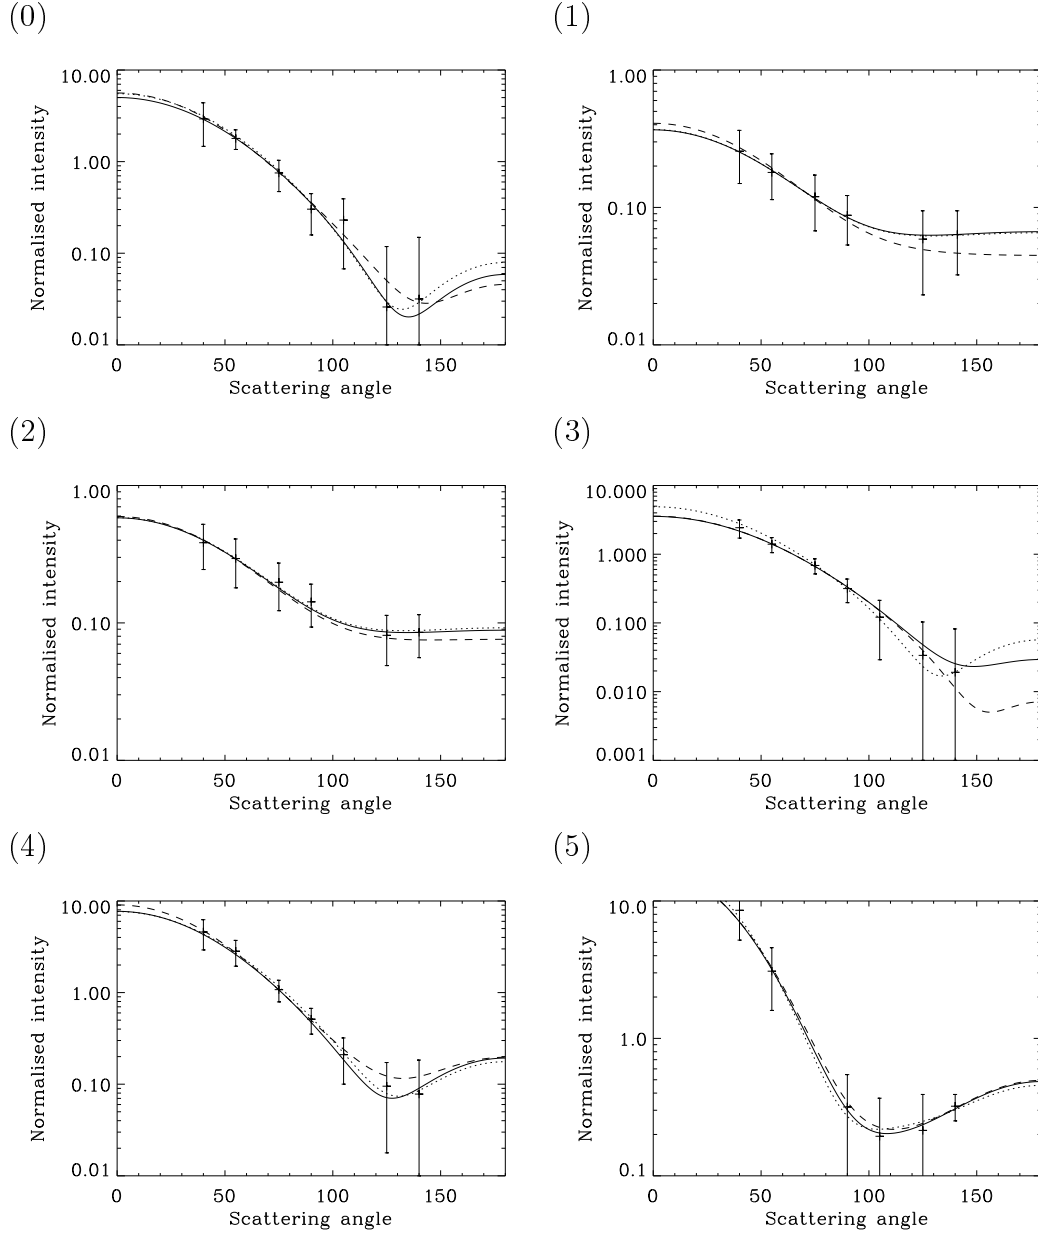 (0) (1)
10.00 1.00
1.00
0.10 0.10
0.01 0.01
Normalised intensity Normalised intensity
0 50 100 150 0 50 100 150
Scattering angle Scattering angle
(2) (3)
1.00 10.000
1.000
0.10 0.100
0.010
0.01 0.001
Normalised intensity Normalised intensity
0 50 100 150 0 50 100 150
Scattering angle Scattering angle
(4) (5)
10.00 10.0
1.00 1.0
0.10
0.01 0.1
Normalised intensity Normalised intensity
0 50 100 150 0 50 100 150
Scattering angle Scattering angle